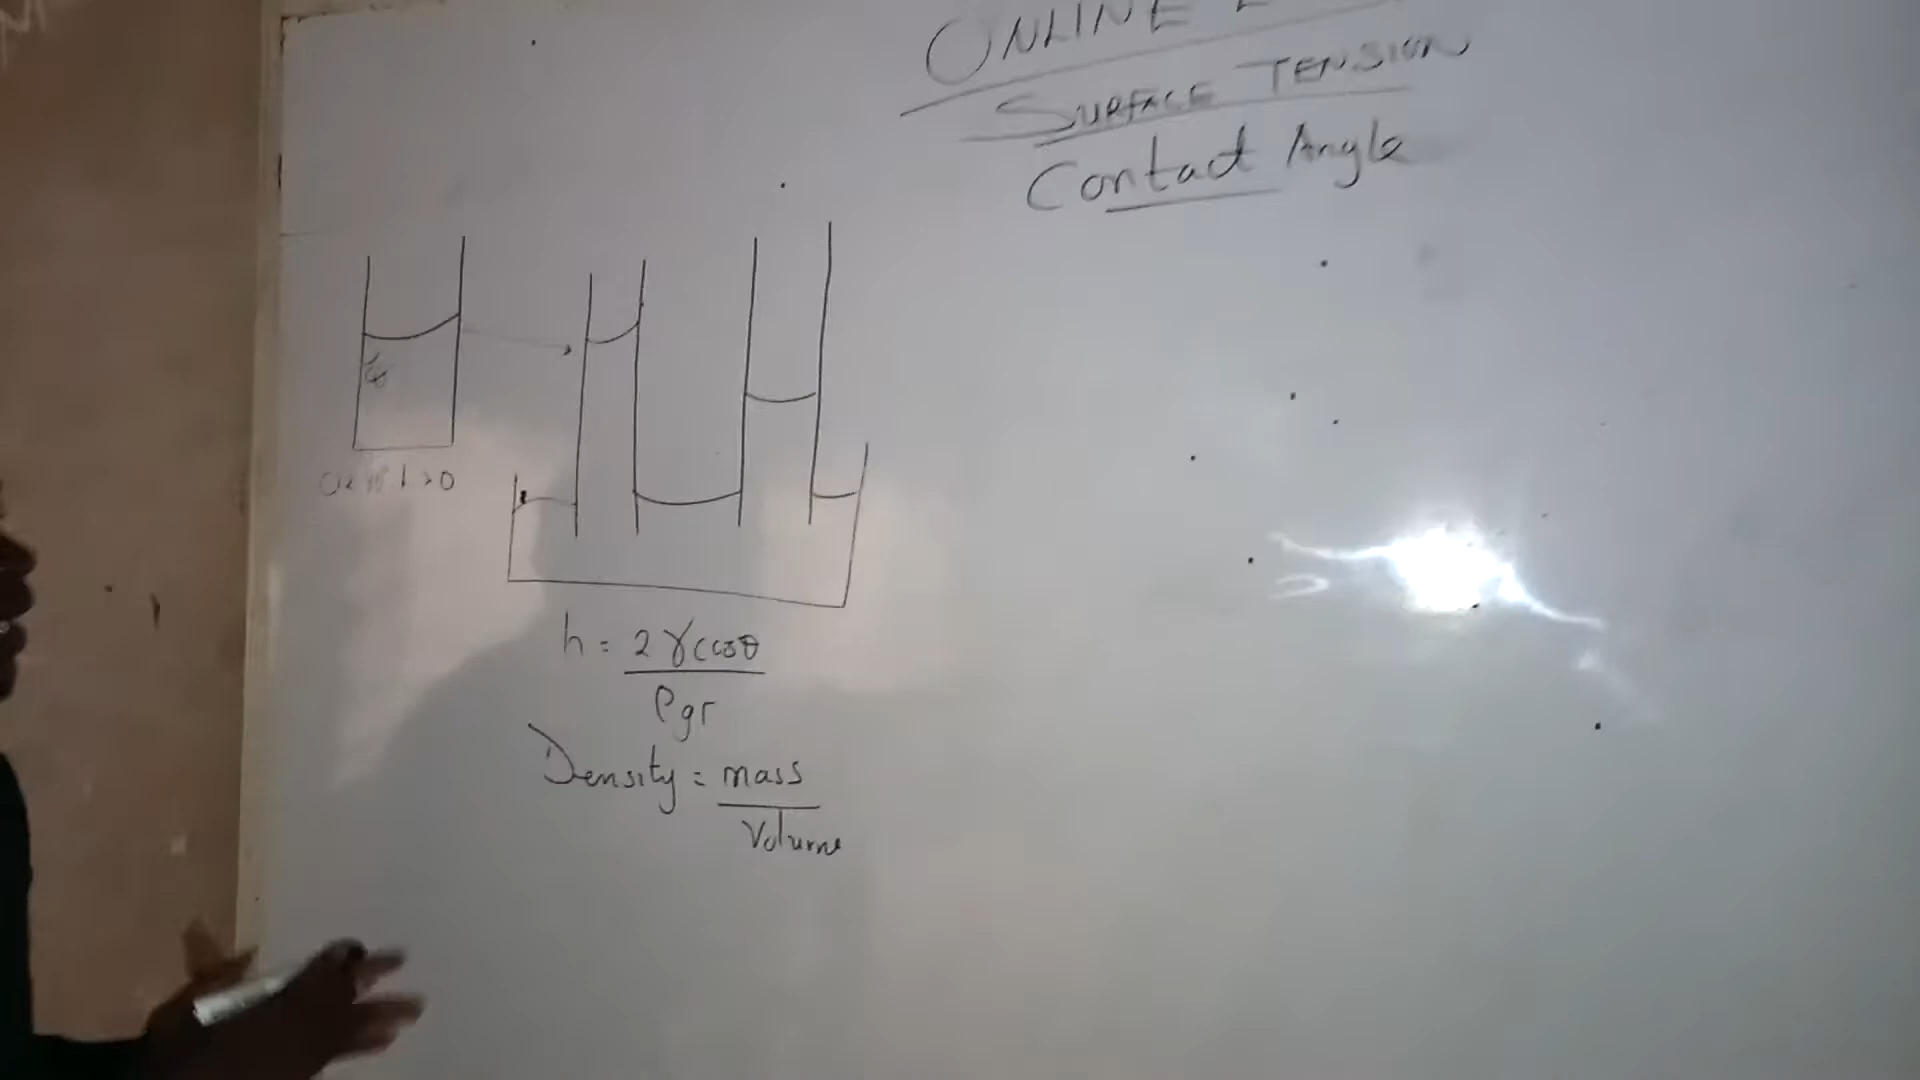 ONLINE
SURFACE TENSION
Contact Angle
h = 2γcosθ
ρgr
Density = mass
Volume